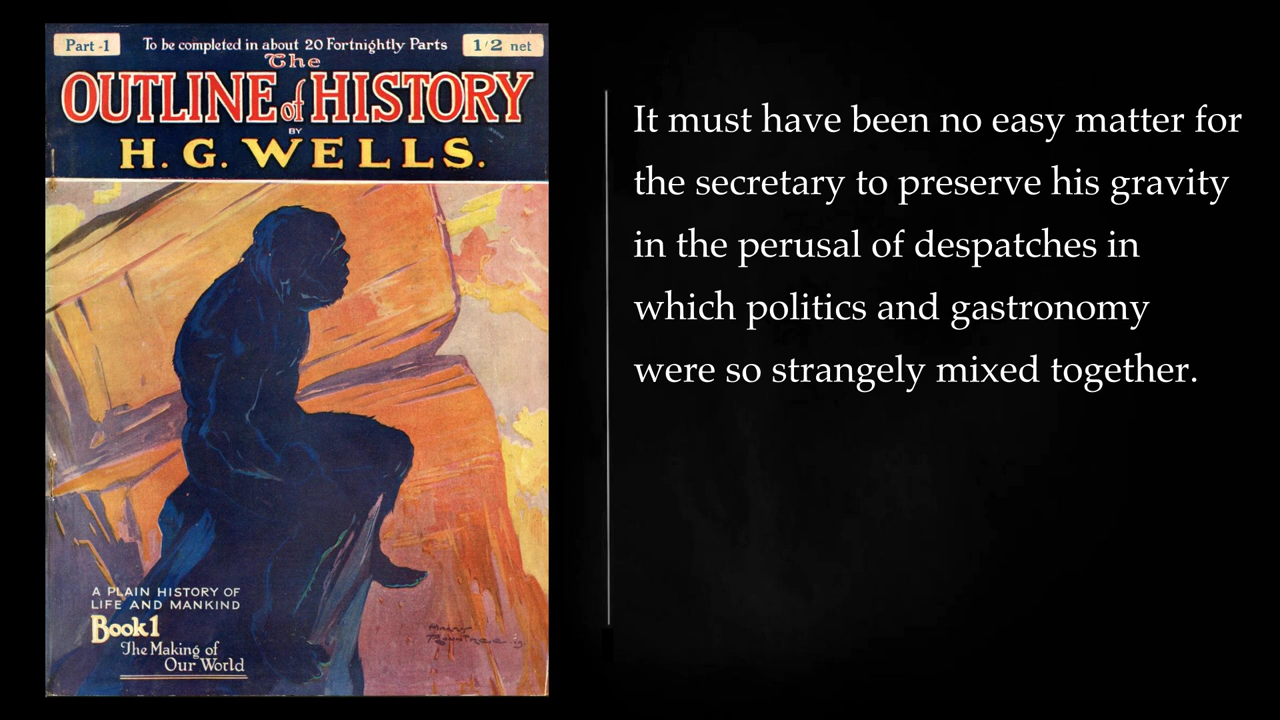 Part -1
To be completed in about 20 Fortnightly Parts
1/2 net
The
OUTLINE of HISTORY
BY
H. G. WELLS.
A PLAIN HISTORY OF
LIFE AND MANKIND
Book 1
The Making of
Our World
It must have been no easy matter for
the secretary to preserve his gravity
in the perusal of despatches in
which politics and gastronomy
were so strangely mixed together.